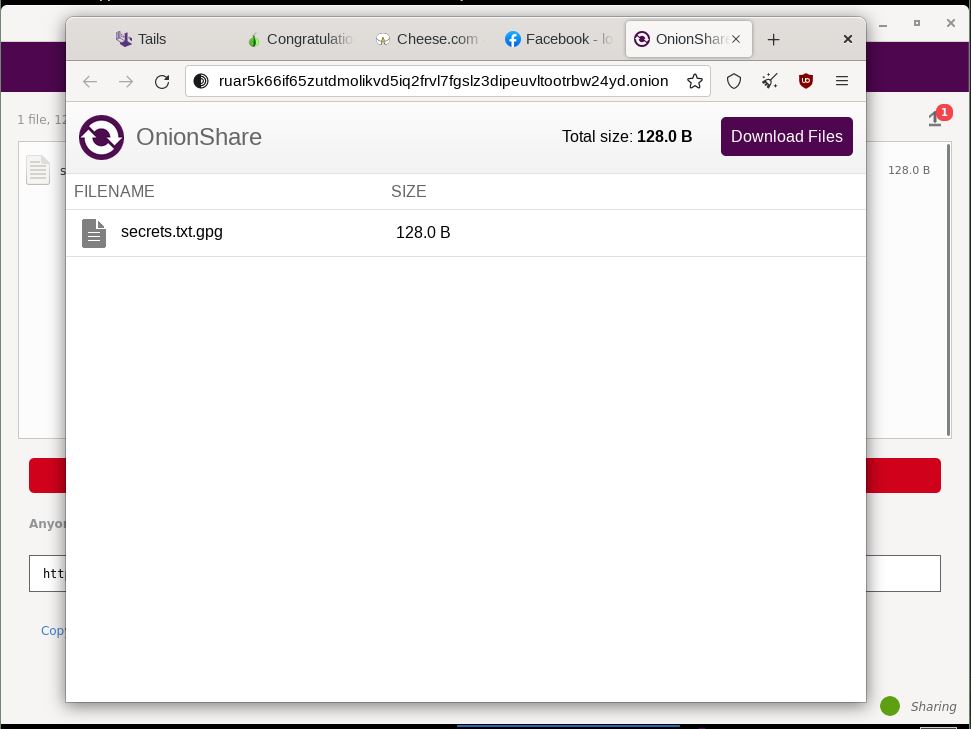 Tails
Congratulatio
Cheese.com
Facebook - lo
OnionShare
ruar5k66if65zutdmolikvd5iq2frvl7fgslz3dipeuvltootrbw24yd.onion
1 file, 12
1
OnionShare
Total size: 128.0 B
Download Files
s
128.0 B
FILENAME
SIZE
secrets.txt.gpg
128.0 B
Anyon
http
Copy
Sharing